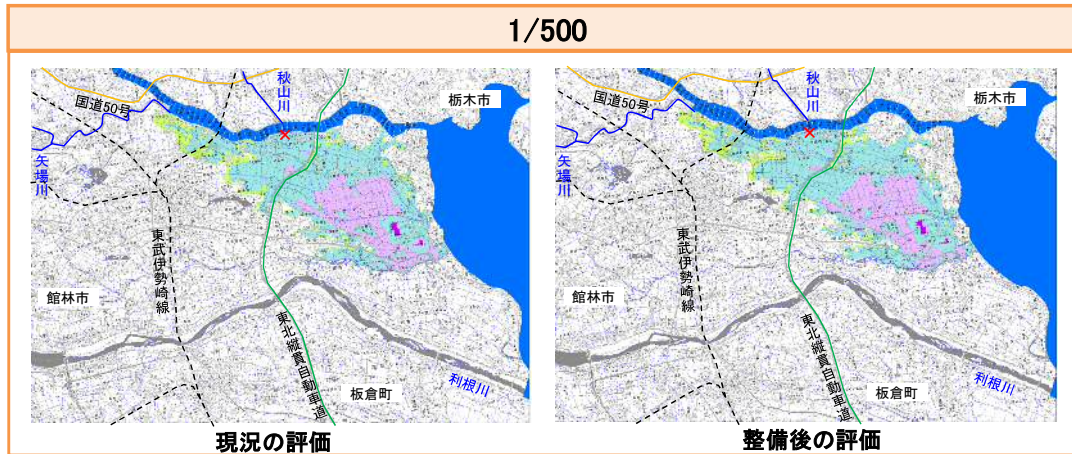 1/500
秋山川
栃木市
国道50号
矢場川
東武伊勢崎線
館林市
東北縦貫自動車道
板倉町
利根川
現況の評価
秋山川
栃木市
国道50号
矢場川
東武伊勢崎線
館林市
東北縦貫自動車道
板倉町
利根川
整備後の評価